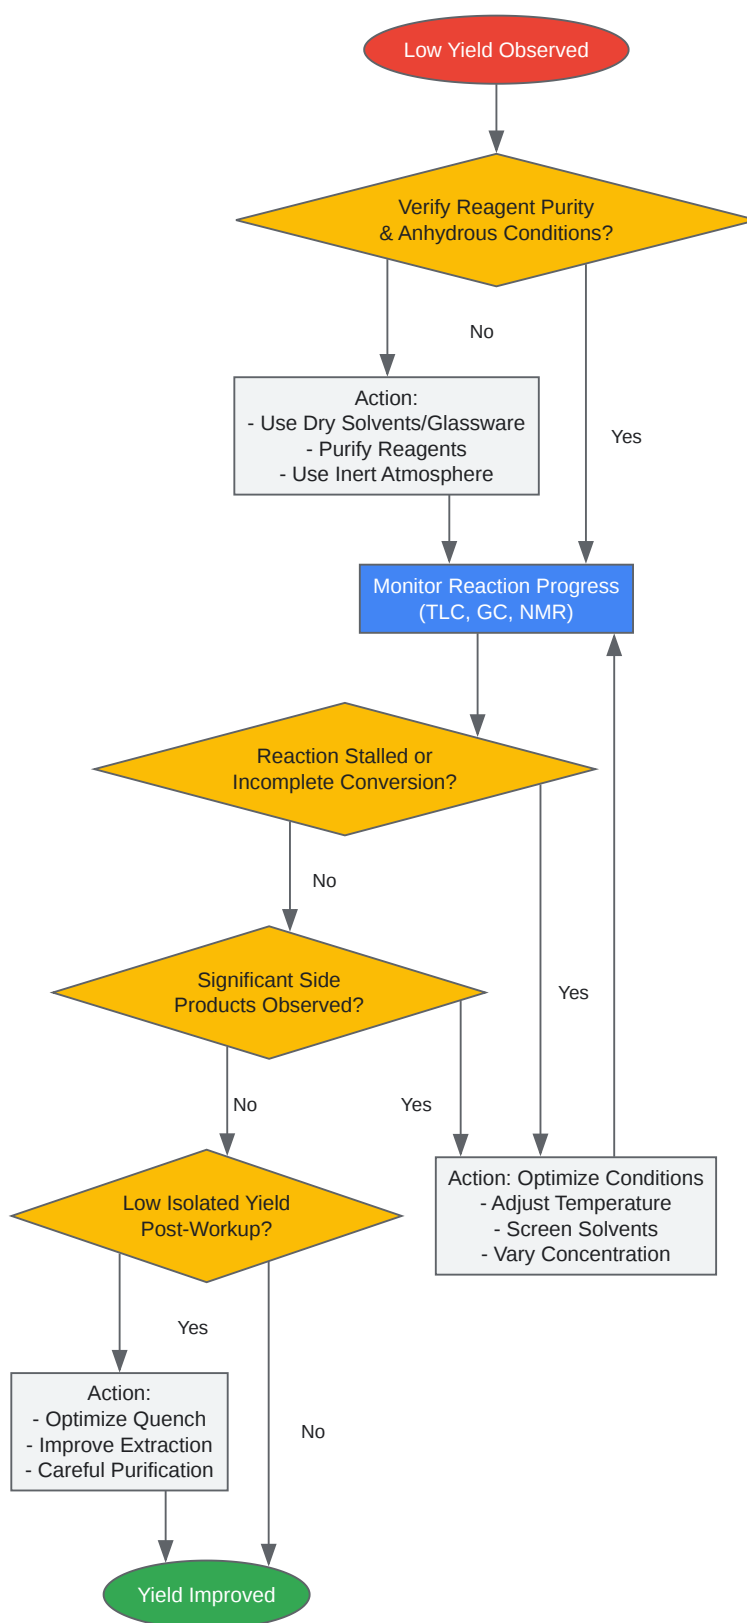 Low Yield Observed
Verify Reagent Purity
& Anhydrous Conditions?
No
Yes
Action:
- Use Dry Solvents/Glassware
- Purify Reagents
- Use Inert Atmosphere
Monitor Reaction Progress
(TLC, GC, NMR)
Reaction Stalled or
Incomplete Conversion?
No
Yes
Significant Side
Products Observed?
No
Yes
Action: Optimize Conditions
- Adjust Temperature
- Screen Solvents
- Vary Concentration
Low Isolated Yield
Post-Workup?
Yes
No
Action:
- Optimize Quench
- Improve Extraction
- Careful Purification
Yield Improved